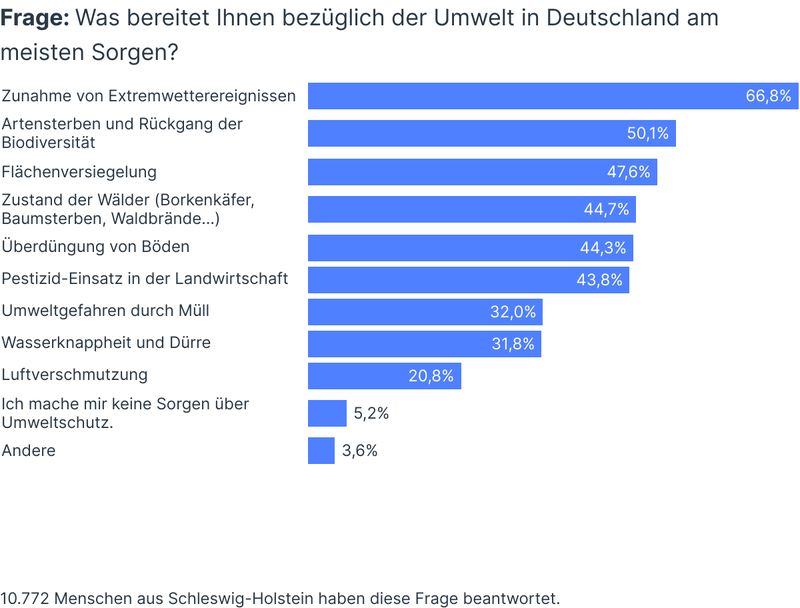 Frage: Was bereitet Ihnen bezüglich der Umwelt in Deutschland am
meisten Sorgen?
Zunahme von Extremwetterereignissen 66,8%
Artensterben und Rückgang der
Biodiversität 50,1%
Flächenversiegelung 47,6%
Zustand der Wälder (Borkenkäfer,
Baumsterben, Waldbrände...) 44,7%
Überdüngung von Böden 44,3%
Pestizid-Einsatz in der Landwirtschaft 43,8%
Umweltgefahren durch Müll 32,0%
Wasserknappheit und Dürre 31,8%
Luftverschmutzung 20,8%
Ich mache mir keine Sorgen über
Umweltschutz. 5,2%
Andere 3,6%
10.772 Menschen aus Schleswig-Holstein haben diese Frage beantwortet.